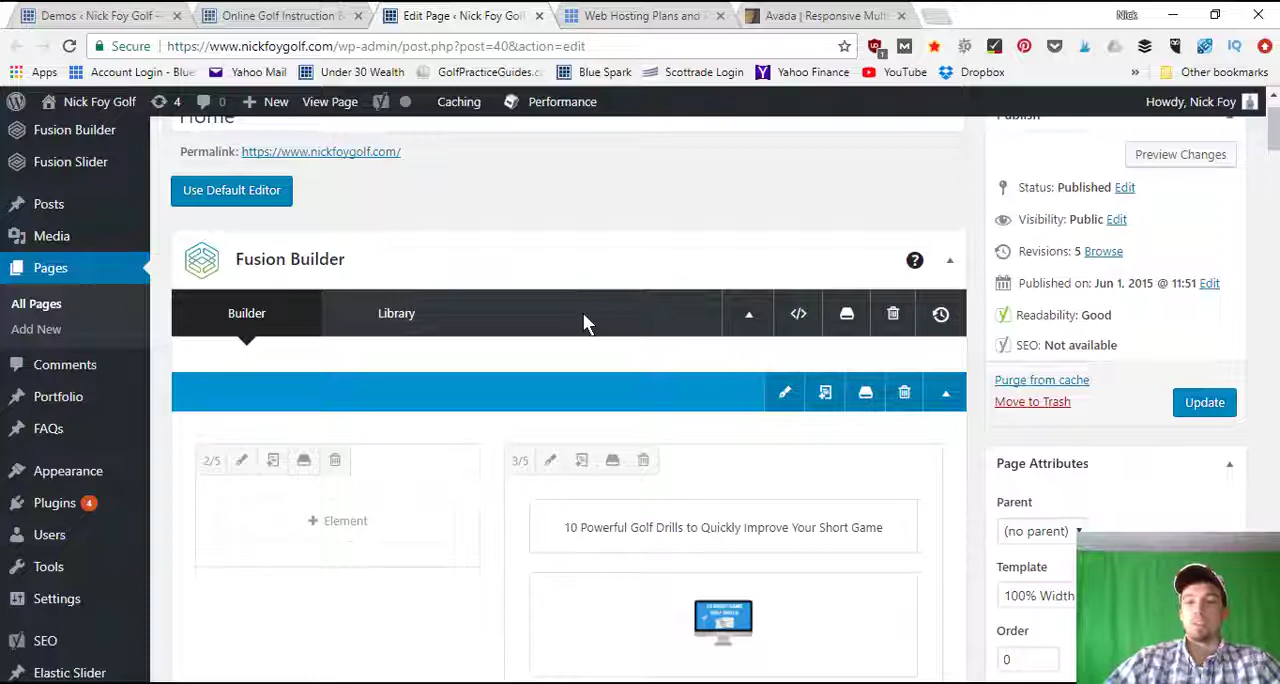 Nick Foy Golf –
Online Golf Instruction &
Edit Page ‹ Nick Foy Gol
Web Hosting Plans and
Avada | Responsive Mult
Nick
Secure https://www.nickfoygolf.com/wp-admin/post.php?post=40&action=edit
1
IQ
Apps Account Login - Blue Yahoo Mail Under 30 Wealth GolfPracticeGuides.c Blue Spark Scottrade Login Yahoo Finance YouTube Dropbox » Other bookmarks
Nick Foy Golf 4 0 New View Page Caching Performance Howdy, Nick Foy
Fusion Builder
Fusion Slider
Posts
Media
Pages
All Pages
Add New
Comments
Portfolio
FAQs
Appearance
Plugins 4
Users
Tools
Settings
SEO
Elastic Slider
Home
Permalink: https://www.nickfoygolf.com/
Use Default Editor
Fusion Builder
Builder Library
2/5
+ Element
3/5
10 Powerful Golf Drills to Quickly Improve Your Short Game
Publish
Preview Changes
Status: Published Edit
Visibility: Public Edit
Revisions: 5 Browse
Published on: Jun 1, 2015 @ 11:51 Edit
Readability: Good
SEO: Not available
Purge from cache
Move to Trash
Update
Page Attributes
Parent
(no parent)
Template
100% Width
Order
0